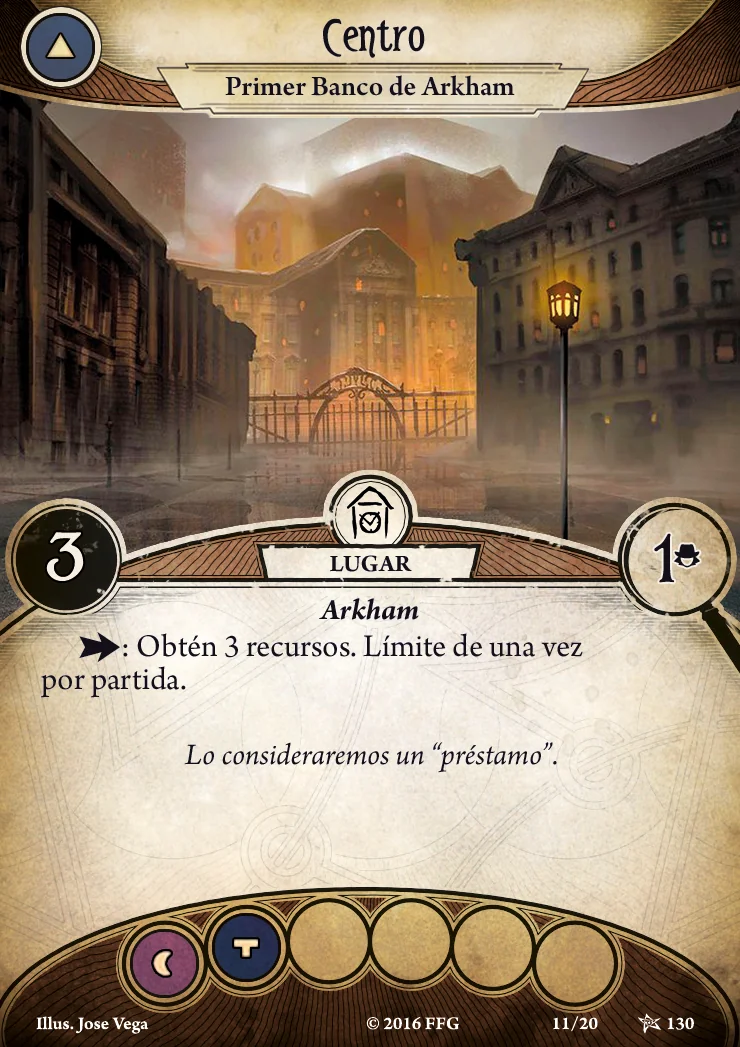 Centro
Primer Banco de Arkham
3
1
LUGAR
Arkham
: Obtén 3 recursos. Límite de una vez
por partida.
Lo consideraremos un “préstamo”.
Illus. Jose Vega © 2016 FFG 11/20 130